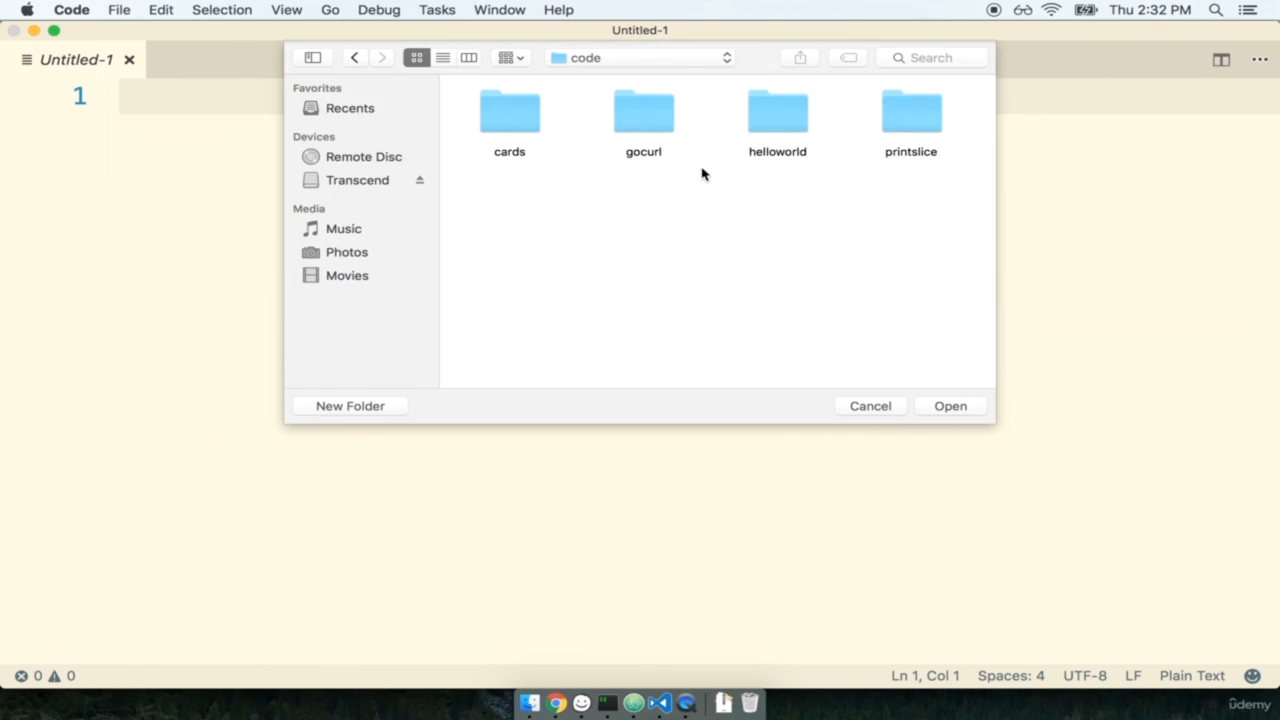 Code File Edit Selection View Go Debug Tasks Window Help Thu 2:32 PM
Untitled-1
Untitled-1
code
Search
1
Favorites
Recents
Devices
Remote Disc
Transcend
Media
Music
Photos
Movies
cards gocurl helloworld printslice
New Folder Cancel Open
0 0 Ln 1, Col 1 Spaces: 4 UTF-8 LF Plain Text
ûdemy